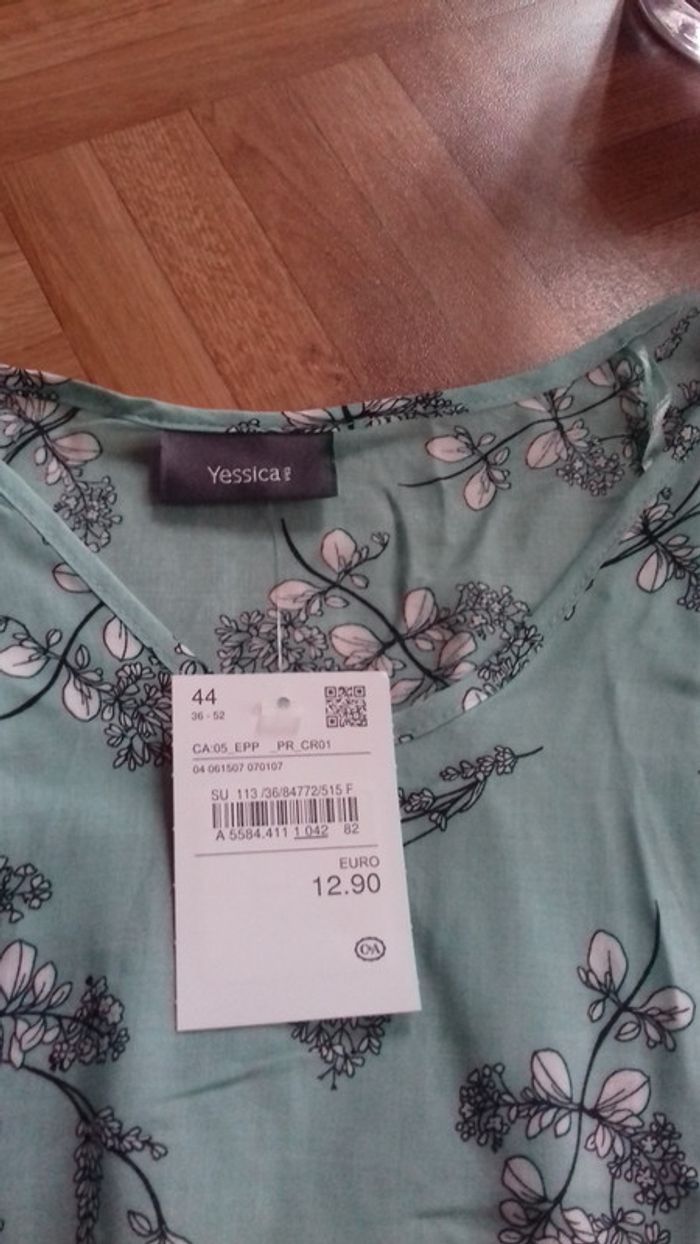 Yessica
44
36 - 52
CA:05_EPP _PR_CR01
04 061507 070107
SU 113 /36/84772/515 F
A 5584.411 1 042 82
EURO
12.90
C&A